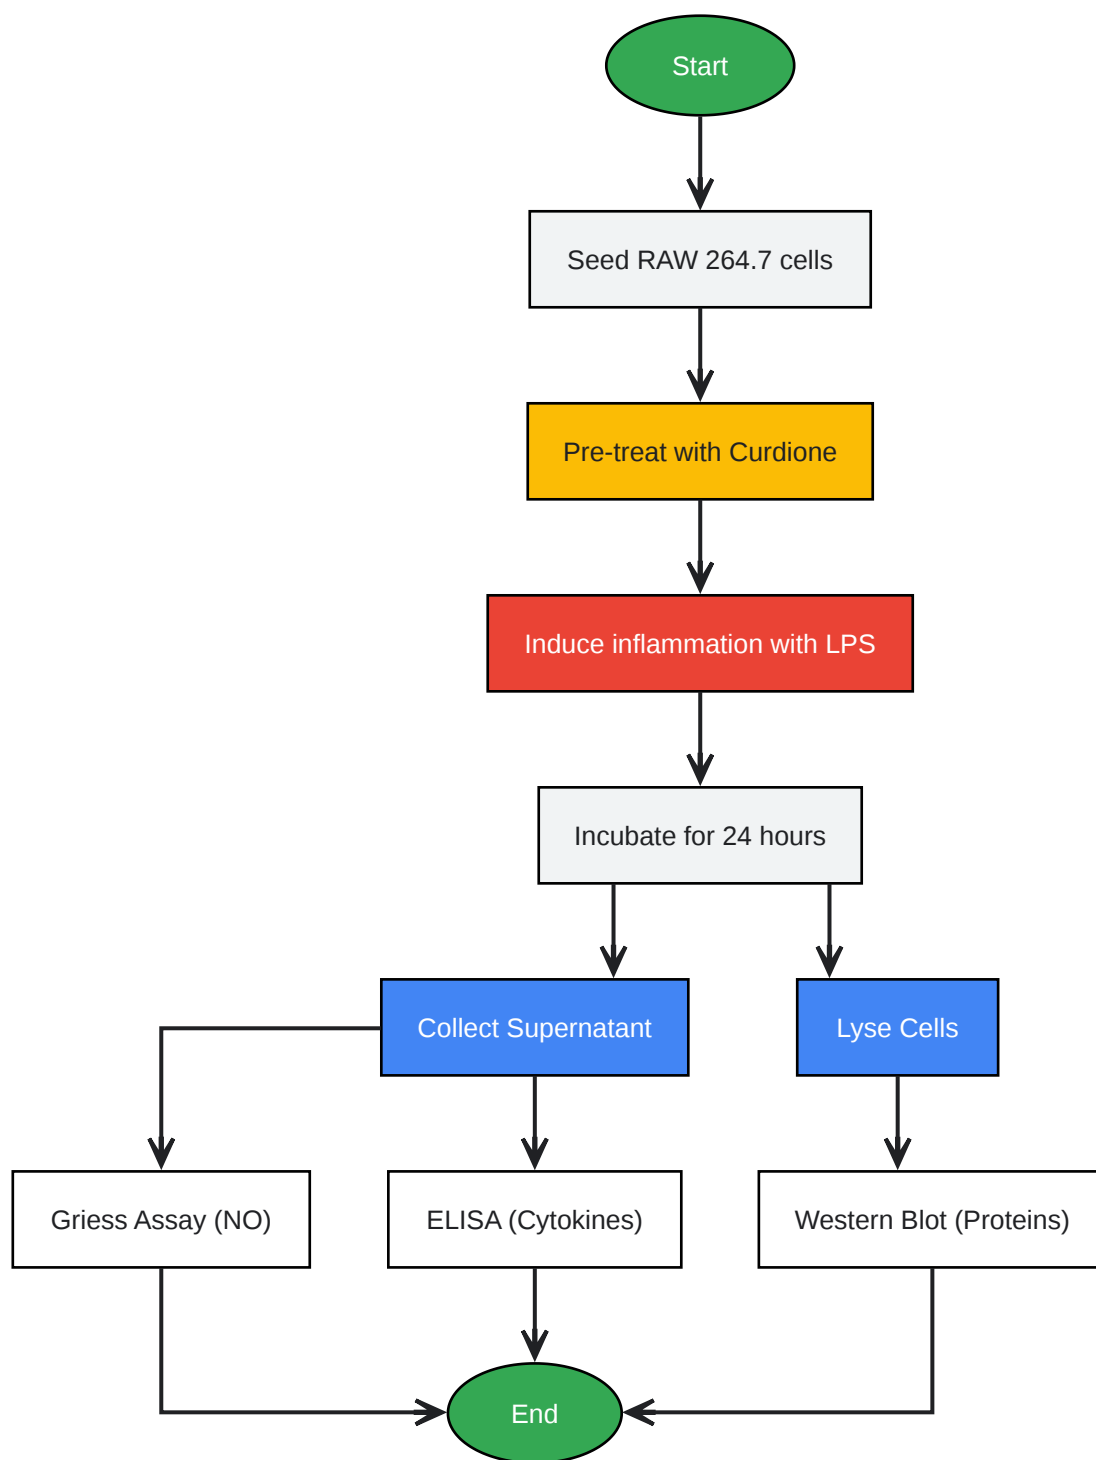 Start
Seed RAW 264.7 cells
Pre-treat with Curdione
Induce inflammation with LPS
Incubate for 24 hours
Collect Supernatant
Lyse Cells
Griess Assay (NO)
ELISA (Cytokines)
Western Blot (Proteins)
End